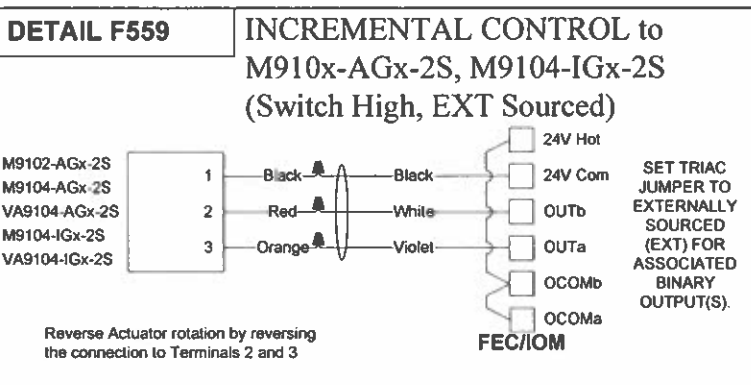 DETAIL F559
INCREMENTAL CONTROL to
M910x-AGx-2S, M9104-IGx-2S
(Switch High, EXT Sourced)
M9102-AGx-2S
M9104-AGx-2S
VA9104-AGx-2S
M9104-IGx-2S
VA9104-IGx-2S
1
2
3
Black
Red
Orange
Black
White
Violet
24V Hot
24V Com
OUTb
OUTa
OCOMb
OCOMa
FEC/IOM
SET TRIAC
JUMPER TO
EXTERNALLY
SOURCED
(EXT) FOR
ASSOCIATED
BINARY
OUTPUT(S).
Reverse Actuator rotation by reversing
the connection to Terminals 2 and 3